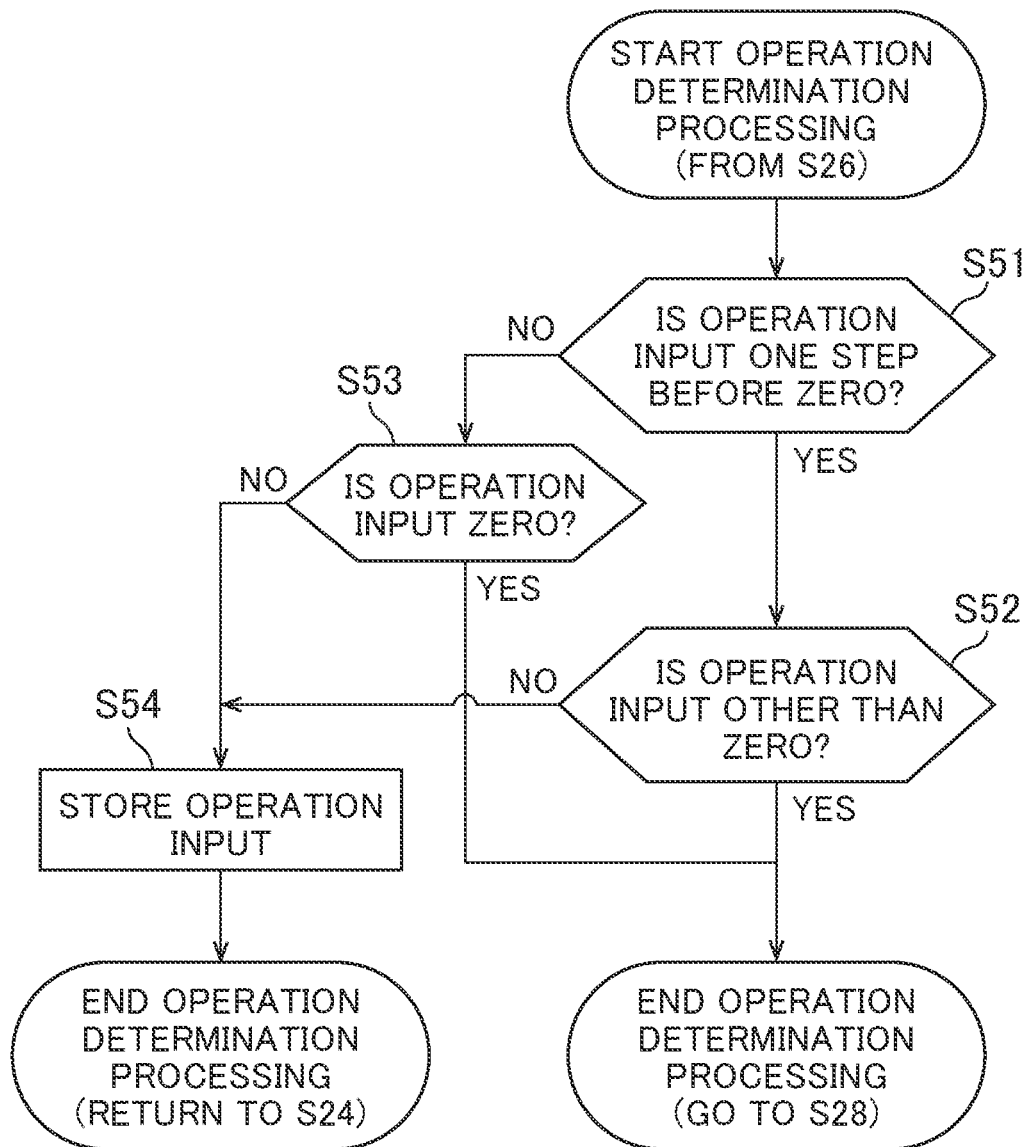 START OPERATION
DETERMINATION
PROCESSING
(FROM S26)
S51
IS OPERATION
INPUT ONE STEP
BEFORE ZERO?
NO
YES
S53
IS OPERATION
INPUT ZERO?
NO
YES
S52
IS OPERATION
INPUT OTHER THAN
ZERO?
NO
YES
S54
STORE OPERATION
INPUT
END OPERATION
DETERMINATION
PROCESSING
(RETURN TO S24)
END OPERATION
DETERMINATION
PROCESSING
(GO TO S28)